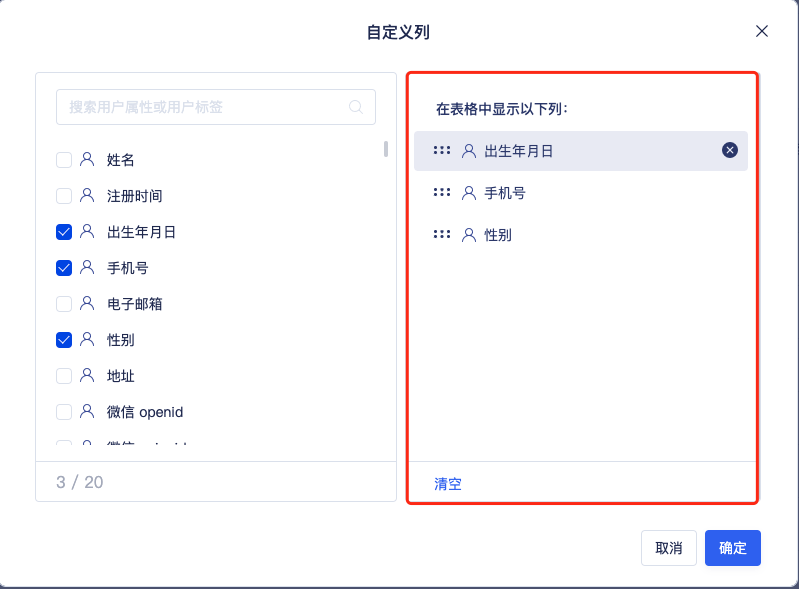 自定义列
搜索用户属性或用户标签
姓名
注册时间
出生年月日
手机号
电子邮箱
性别
地址
微信 openid
3 / 20
在表格中显示以下列：
出生年月日
手机号
性别
清空
取消
确定